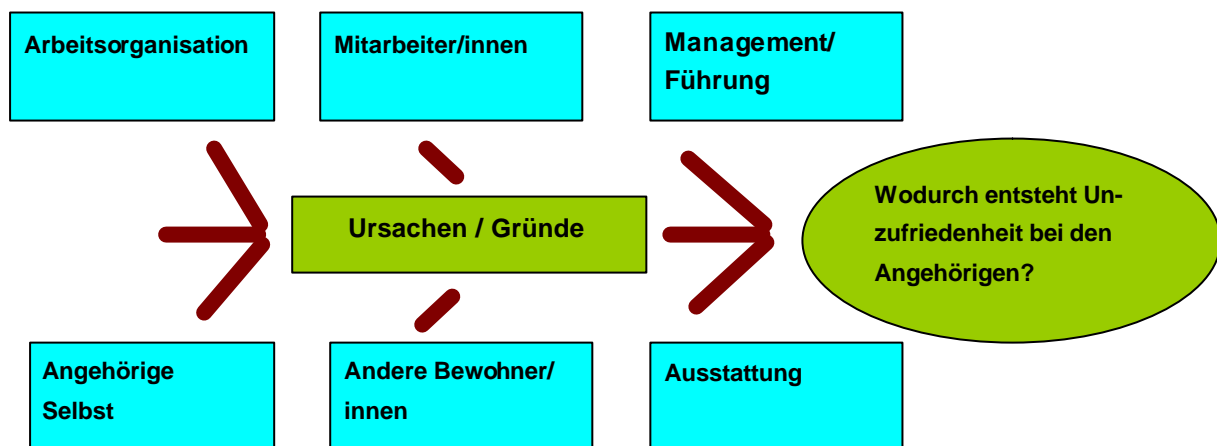 Arbeitsorganisation
Mitarbeiter/innen
Management/
Führung
Ursachen / Gründe
Wodurch entsteht Un-
zufriedenheit bei den
Angehörigen?
Angehörige
Selbst
Andere Bewohner/
innen
Ausstattung